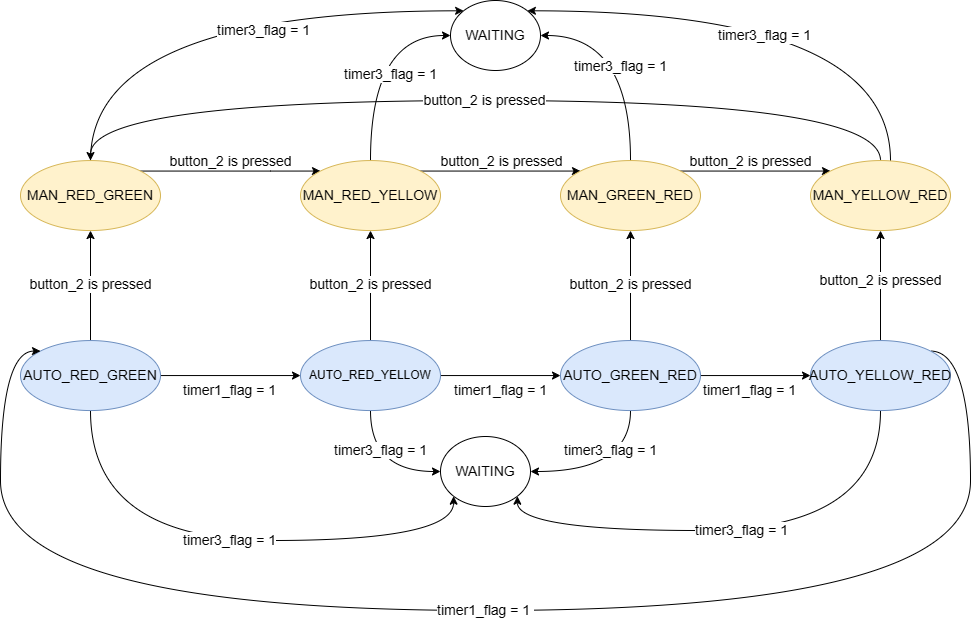 timer3_flag = 1
WAITING
timer3_flag = 1
timer3_flag = 1
timer3_flag = 1
button_2 is pressed
button_2 is pressed
button_2 is pressed
button_2 is pressed
MAN_RED_GREEN
MAN_RED_YELLOW
MAN_GREEN_RED
MAN_YELLOW_RED
button_2 is pressed
button_2 is pressed
button_2 is pressed
button_2 is pressed
AUTO_RED_GREEN
AUTO_RED_YELLOW
AUTO_GREEN_RED
AUTO_YELLOW_RED
timer1_flag = 1
timer1_flag = 1
timer1_flag = 1
timer3_flag = 1
timer3_flag = 1
WAITING
timer3_flag = 1
timer3_flag = 1
timer1_flag = 1